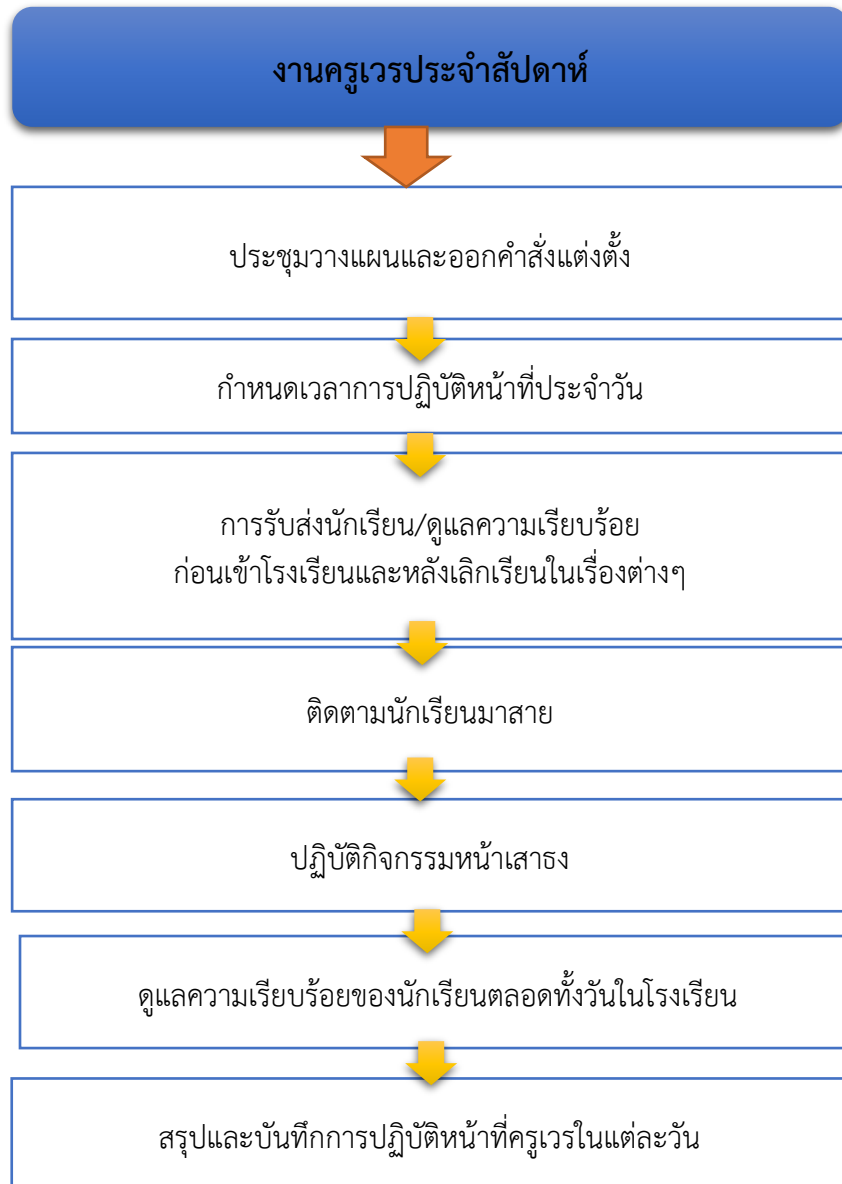 งานครูเวรประจำสัปดาห์
ประชุมวางแผนและออกคำสั่งแต่งตั้ง
กำหนดเวลาการปฏิบัติหน้าที่ประจำวัน
การรับส่งนักเรียน/ดูแลความเรียบร้อย
ก่อนเข้าโรงเรียนและหลังเลิกเรียนในเรื่องต่างๆ
ติดตามนักเรียนมาสาย
ปฏิบัติกิจกรรมหน้าเสาธง
ดูแลความเรียบร้อยของนักเรียนตลอดทั้งวันในโรงเรียน
สรุปและบันทึกการปฏิบัติหน้าที่ครูเวรในแต่ละวัน